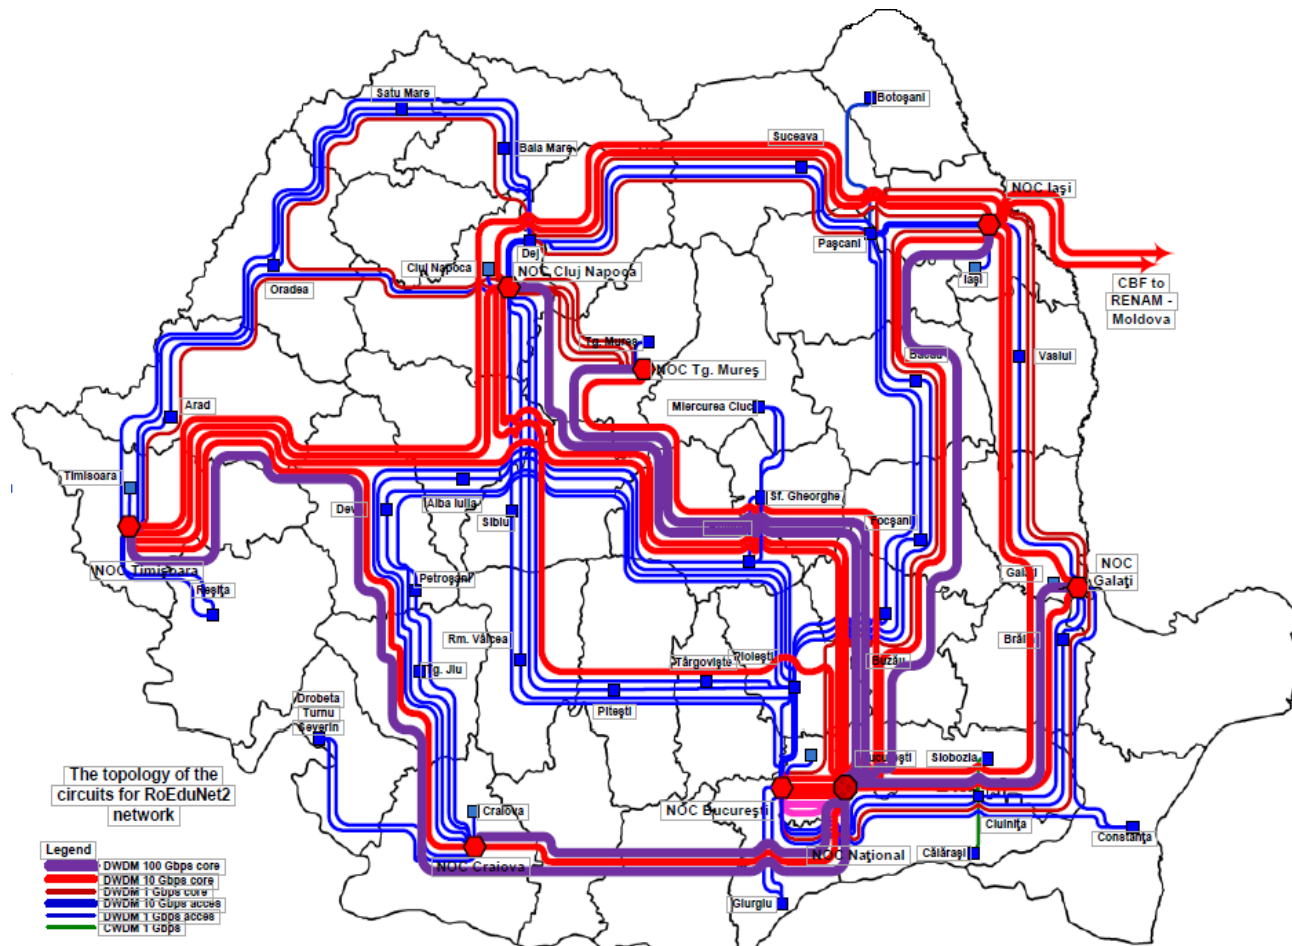 Satu Mare
Botoşani
Suceava
Baia Mare
NOC Iaşi
Paşcani
Dej
Cluj Napoca
NOC Cluj Napoca
Iaşi
CBF to
RENAM -
Moldova
Oradea
Tg. Mureş
Bacău
Vaslui
NOC Tg. Mureş
Arad
Miercurea Ciuc
Timisoara
Sf. Gheorghe
Alba Iulia
Dev
Sibiu
Focşani
NOC Timişoara
Reşiţa
Petroşani
Galaţi
NOC
Galaţi
Rm. Vâlcea
Brăil
Târgovişte
Ploieşti
Buzău
Tg. Jiu
Drobeta
Turnu
Severin
Piteşti
The topology of the
circuits for RoEduNet2
network
Bucureşti
Slobozia
NOC Bucureşti
Craiova
Ciulniţa
Constanţa
Legend
NOC Craiova
NOC Naţional
Călăraşi
DWDM 100 Gbps core
DWDM 10 Gbps core
DWDM 1 Gbps core
DWDM 10 Gbps acces
DWDM 1 Gbps acces
CWDM 1 Gbps
Giurgiu